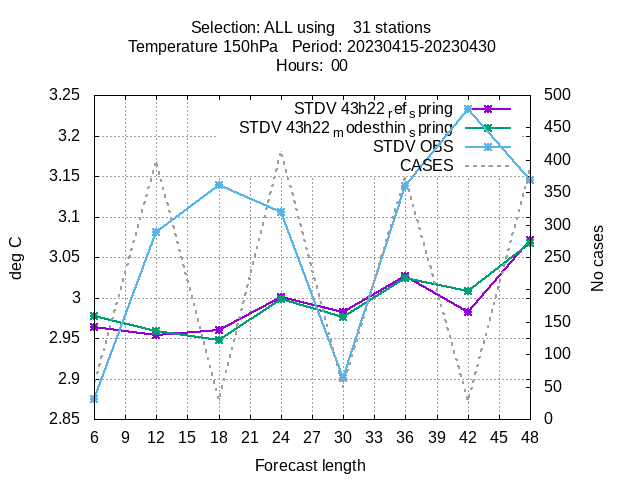 Selection: ALL using    31 stations
Temperature 150hPa   Period: 20230415-20230430
Hours:  00
STDV 43h22_ref_spring
STDV 43h22_modesthin_spring
STDV OBS
CASES
3.25
3.2
3.15
3.1
3.05
3
2.95
2.9
2.85
500
450
400
350
300
250
200
150
100
50
0
deg C
No cases
6 9 12 15 18 21 24 27 30 33 36 39 42 45 48
Forecast length